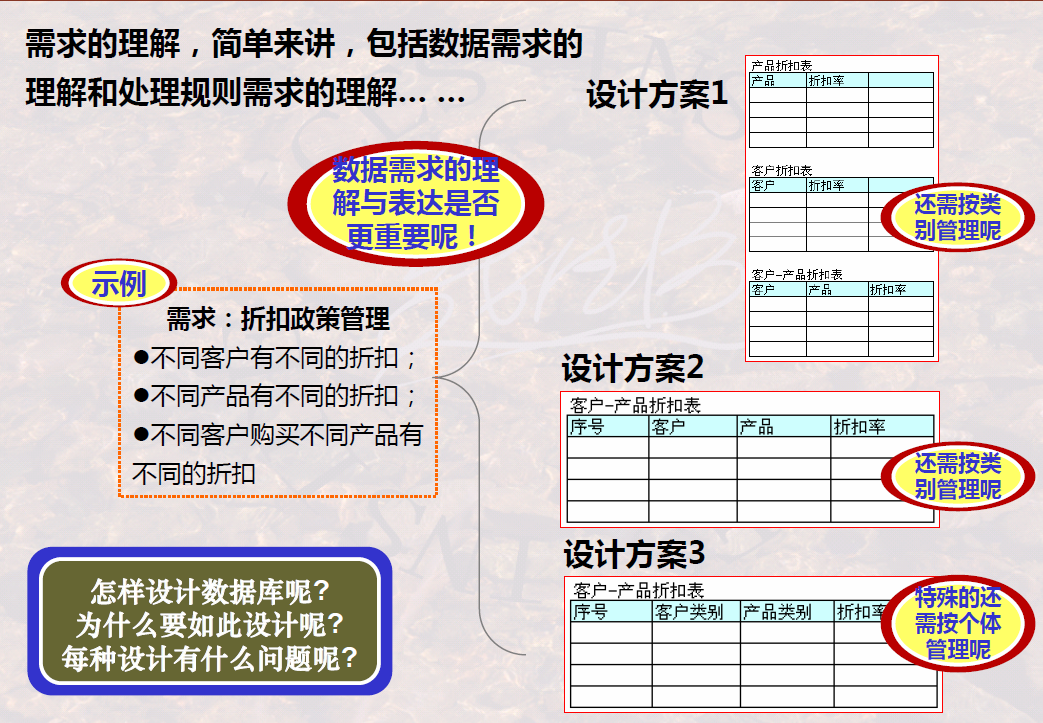 需求的理解，简单来讲，包括数据需求的
理解和处理规则需求的理解… …
数据需求的理
解与表达是否
更重要呢！
示例
需求：折扣政策管理
●不同客户有不同的折扣；
●不同产品有不同的折扣；
●不同客户购买不同产品有
不同的折扣
怎样设计数据库呢?
为什么要如此设计呢?
每种设计有什么问题呢?
设计方案1
产品折扣表
产品 折扣率
客户折扣表
客户 折扣率
还需按类
别管理呢
客户-产品折扣表
客户 产品 折扣率
设计方案2
客户-产品折扣表
序号 客户 产品 折扣率
还需按类
别管理呢
设计方案3
客户-产品折扣表
序号 客户类别 产品类别 折扣率
特殊的还
需按个体
管理呢